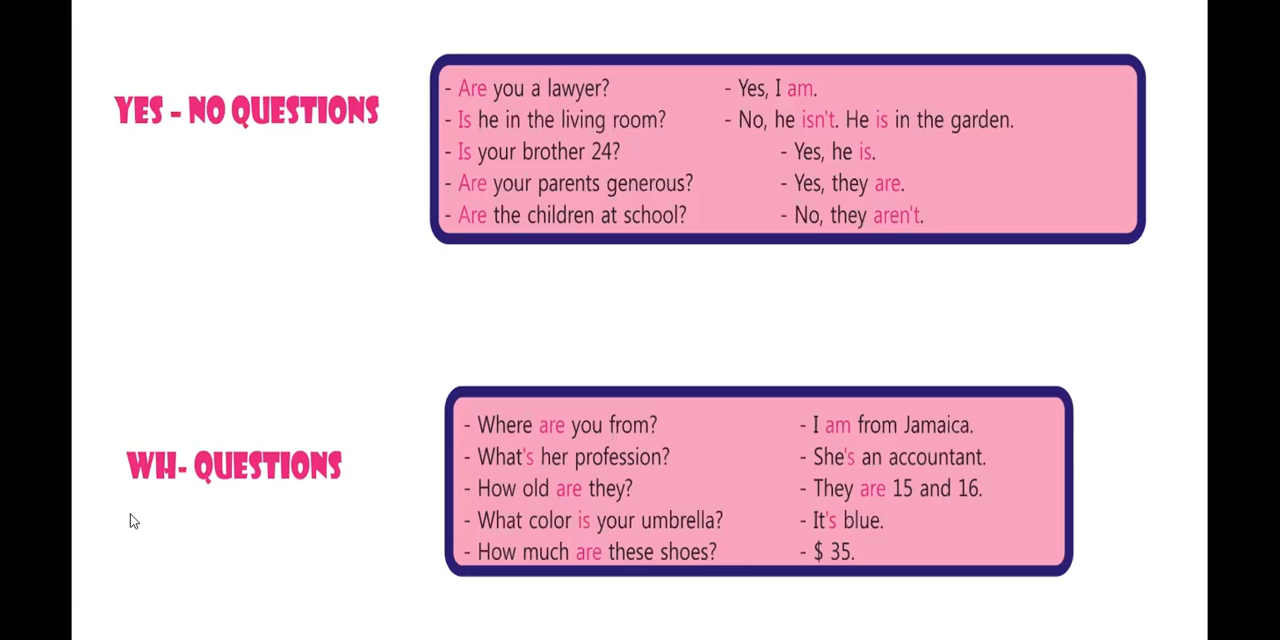 YES - NO QUESTIONS
- Are you a lawyer? - Yes, I am.
- Is he in the living room? - No, he isn't. He is in the garden.
- Is your brother 24? - Yes, he is.
- Are your parents generous? - Yes, they are.
- Are the children at school? - No, they aren't.
WH- QUESTIONS
- Where are you from? - I am from Jamaica.
- What's her profession? - She's an accountant.
- How old are they? - They are 15 and 16.
- What color is your umbrella? - It's blue.
- How much are these shoes? - $ 35.